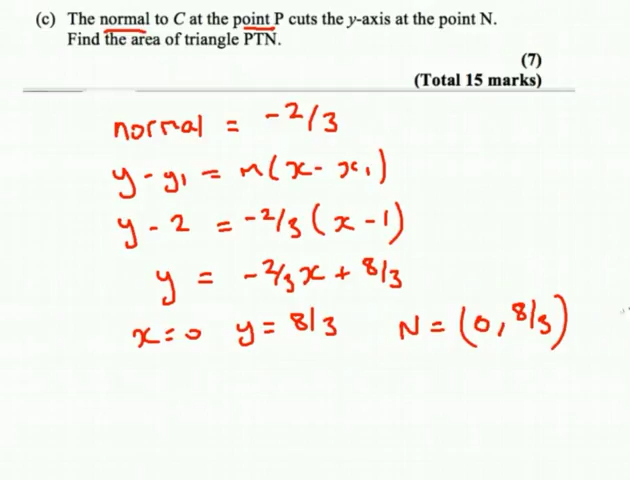 (c) The normal to C at the point P cuts the y-axis at the point N.
Find the area of triangle PTN.
(7)
(Total 15 marks)
normal = -2/3
y - y1 = m(x - x1)
y - 2 = -2/3(x - 1)
y = -2/3x + 8/3
x=0 y = 8/3 N = (0, 8/3)